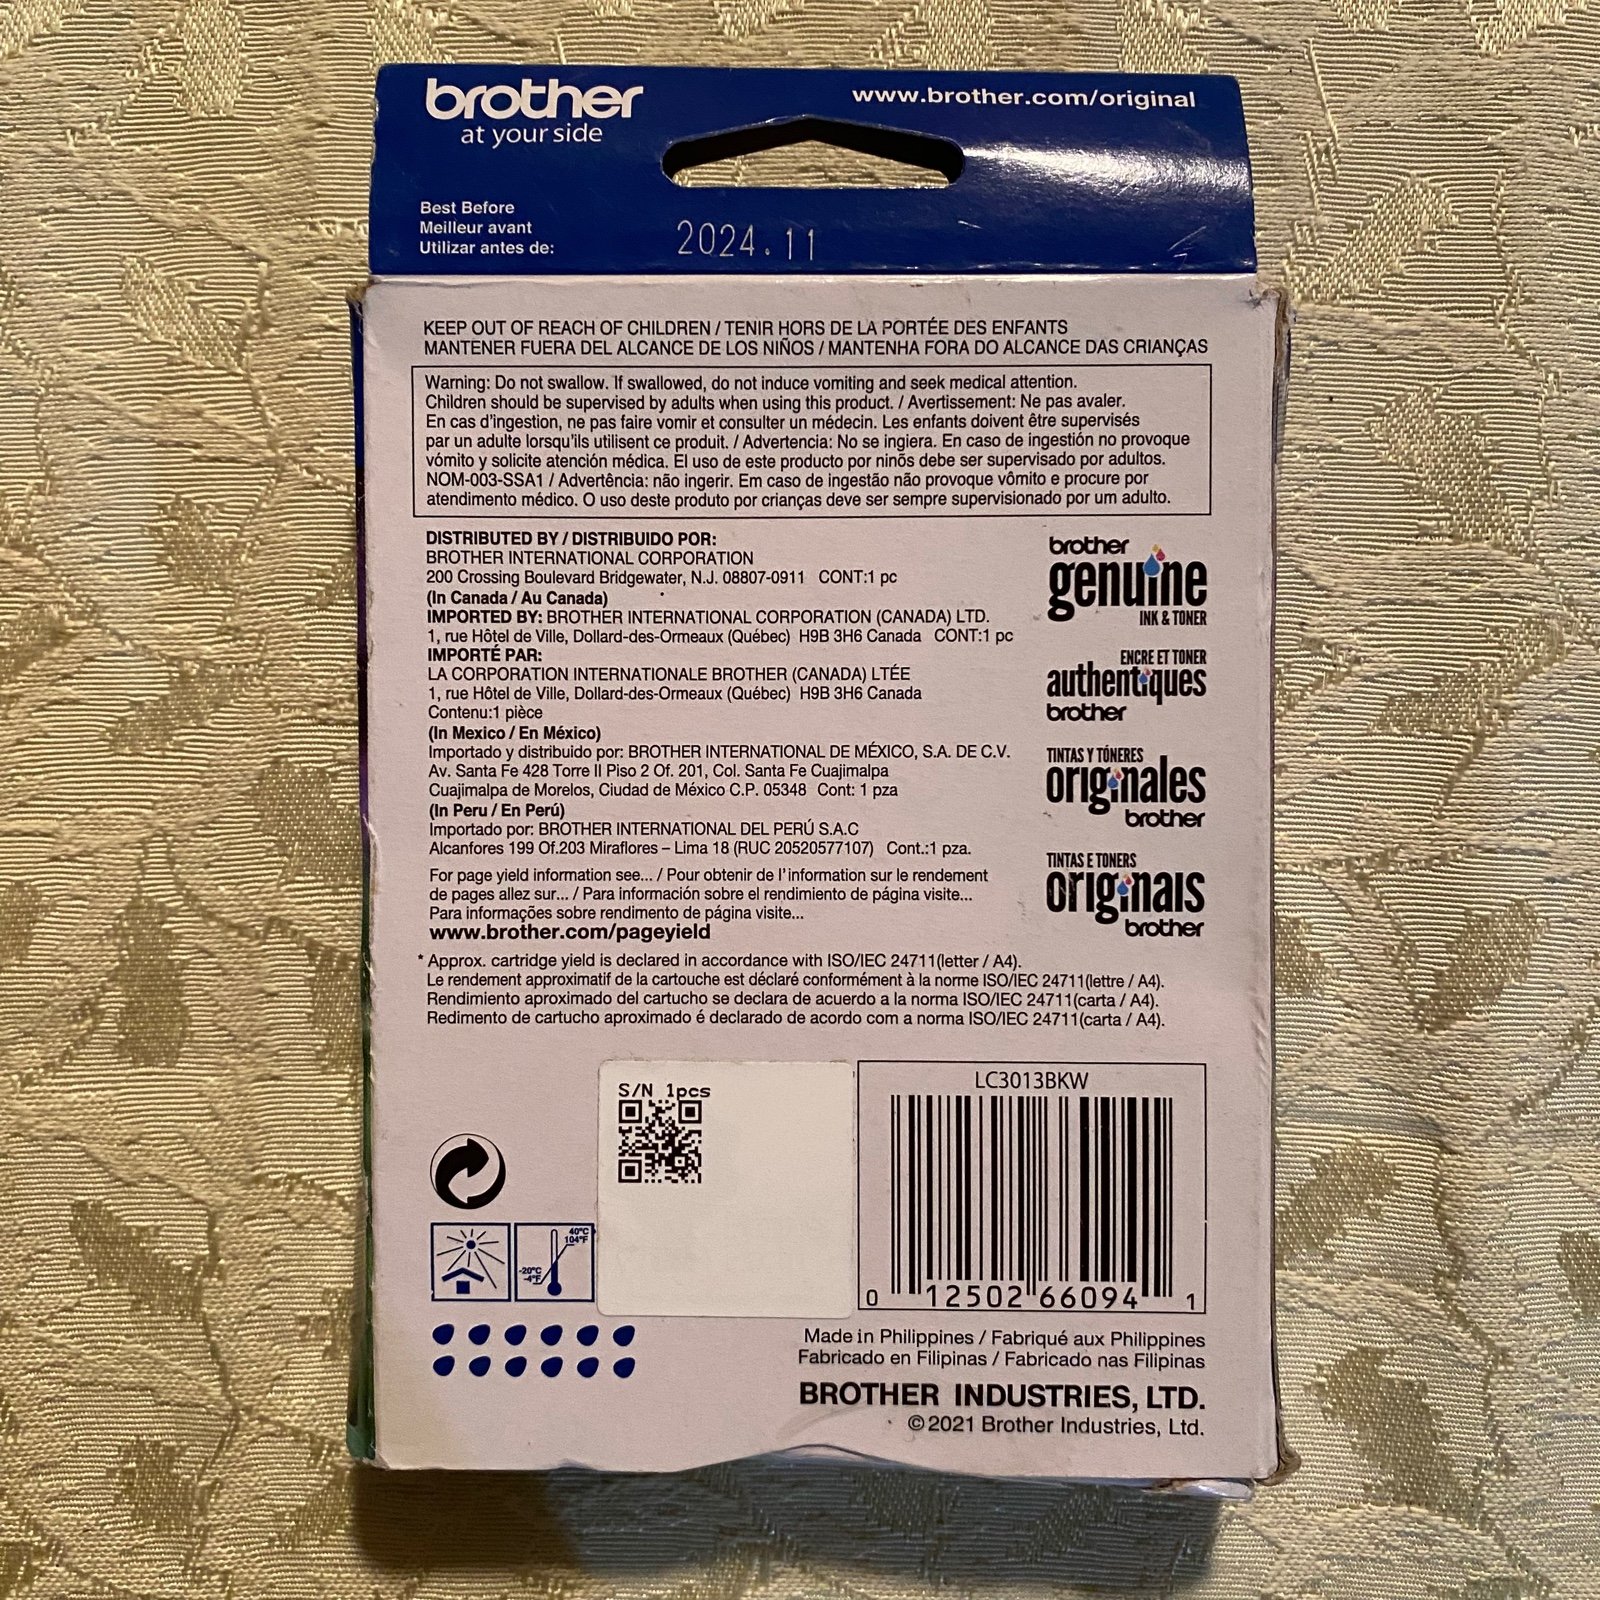 brother
at your side
www.brother.com/original
Best Before
Meilleur avant
Utilizar antes de:
2024.11
KEEP OUT OF REACH OF CHILDREN / TENIR HORS DE LA PORTÉE DES ENFANTS
MANTENER FUERA DEL ALCANCE DE LOS NIÑOS / MANTENHA FORA DO ALCANCE DAS CRIANÇAS
Warning: Do not swallow. If swallowed, do not induce vomiting and seek medical attention.
Children should be supervised by adults when using this product. / Avertissement: Ne pas avaler.
En cas d'ingestion, ne pas faire vomir et consulter un médecin. Les enfants doivent être supervisés
par un adulte lorsqu'ils utilisent ce produit. / Advertencia: No se ingiera. En caso de ingestión no provoque
vómito y solicite atención médica. El uso de este producto por ninõs debe ser supervisado por adultos.
NOM-003-SSA1 / Advertência: não ingerir. Em caso de ingestão não provoque vômito e procure por
atendimento médico. O uso deste produto por crianças deve ser sempre supervisionado por um adulto.
DISTRIBUTED BY / DISTRIBUIDO POR:
BROTHER INTERNATIONAL CORPORATION
200 Crossing Boulevard Bridgewater, N.J. 08807-0911 CONT:1 pc
(In Canada / Au Canada)
IMPORTED BY: BROTHER INTERNATIONAL CORPORATION (CANADA) LTD.
1, rue Hôtel de Ville, Dollard-des-Ormeaux (Québec) H9B 3H6 Canada CONT:1 pc
IMPORTÉ PAR:
LA CORPORATION INTERNATIONALE BROTHER (CANADA) LTÉE
1, rue Hôtel de Ville, Dollard-des-Ormeaux (Québec) H9B 3H6 Canada
Contenu:1 pièce
(In Mexico / En México)
Importado y distribuido por: BROTHER INTERNATIONAL DE MÉXICO, S.A. DE C.V.
Av. Santa Fe 428 Torre II Piso 2 Of. 201, Col. Santa Fe Cuajimalpa
Cuajimalpa de Morelos, Ciudad de México C.P. 05348 Cont: 1 pza
(In Peru / En Perú)
Importado por: BROTHER INTERNATIONAL DEL PERÚ S.A.C
Alcanfores 199 Of.203 Miraflores – Lima 18 (RUC 20520577107) Cont.:1 pza.
For page yield information see... / Pour obtenir de l'information sur le rendement
de pages allez sur... / Para información sobre el rendimiento de página visite...
Para informações sobre rendimento de página visite...
www.brother.com/pageyield
brother
genuine
INK & TONER
ENCRE ET TONER
authentiques
brother
TINTAS Y TÓNERES
originales
brother
TINTAS E TONERS
originais
brother
* Approx. cartridge yield is declared in accordance with ISO/IEC 24711(letter / A4).
Le rendement approximatif de la cartouche est déclaré conformément à la norme ISO/IEC 24711(lettre / A4).
Rendimiento aproximado del cartucho se declara de acuerdo a la norma ISO/IEC 24711(carta / A4).
Redimento de cartucho aproximado é declarado de acordo com a norma ISO/IEC 24711(carta / A4).
S/N 1pcs
LC3013BKW
0 12502 66094 1
40°C
104°F
-20°C
-4°F
Made in Philippines / Fabriqué aux Philippines
Fabricado en Filipinas / Fabricado nas Filipinas
BROTHER INDUSTRIES, LTD.
©2021 Brother Industries, Ltd.